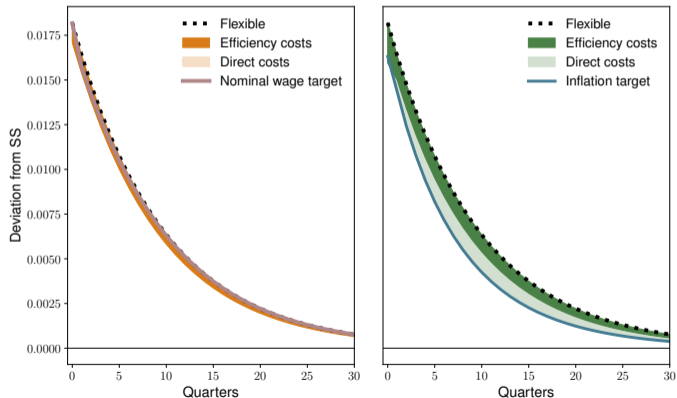 Deviation from SS
0.0175
0.0150
0.0125
0.0100
0.0075
0.0050
0.0025
0.0000
Flexible
Efficiency costs
Direct costs
Nominal wage target
0 5 10 15 20 25 30
Quarters
Flexible
Efficiency costs
Direct costs
Inflation target
0 5 10 15 20 25 30
Quarters